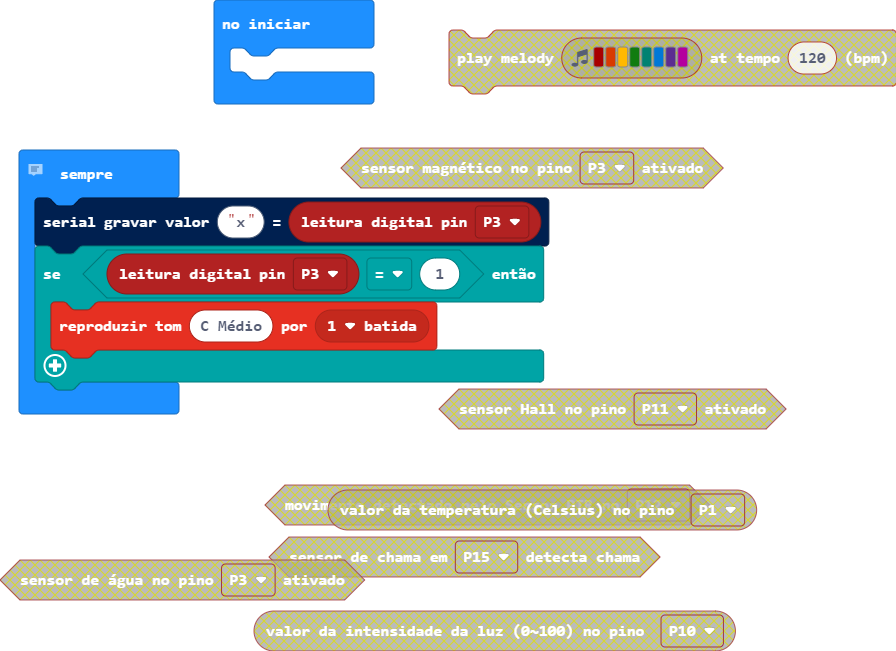 no iniciar
play melody at tempo 120 (bpm)
sensor magnético no pino P3 ativado
sempre
serial gravar valor "x" = leitura digital pin P3
se leitura digital pin P3 = 1 então
reproduzir tom C Médio por 1 batida
sensor Hall no pino P11 ativado
valor da temperatura (Celsius) no pino P1
sensor de chama em P15 detecta chama
sensor de água no pino P3 ativado
valor da intensidade da luz (0~100) no pino P10